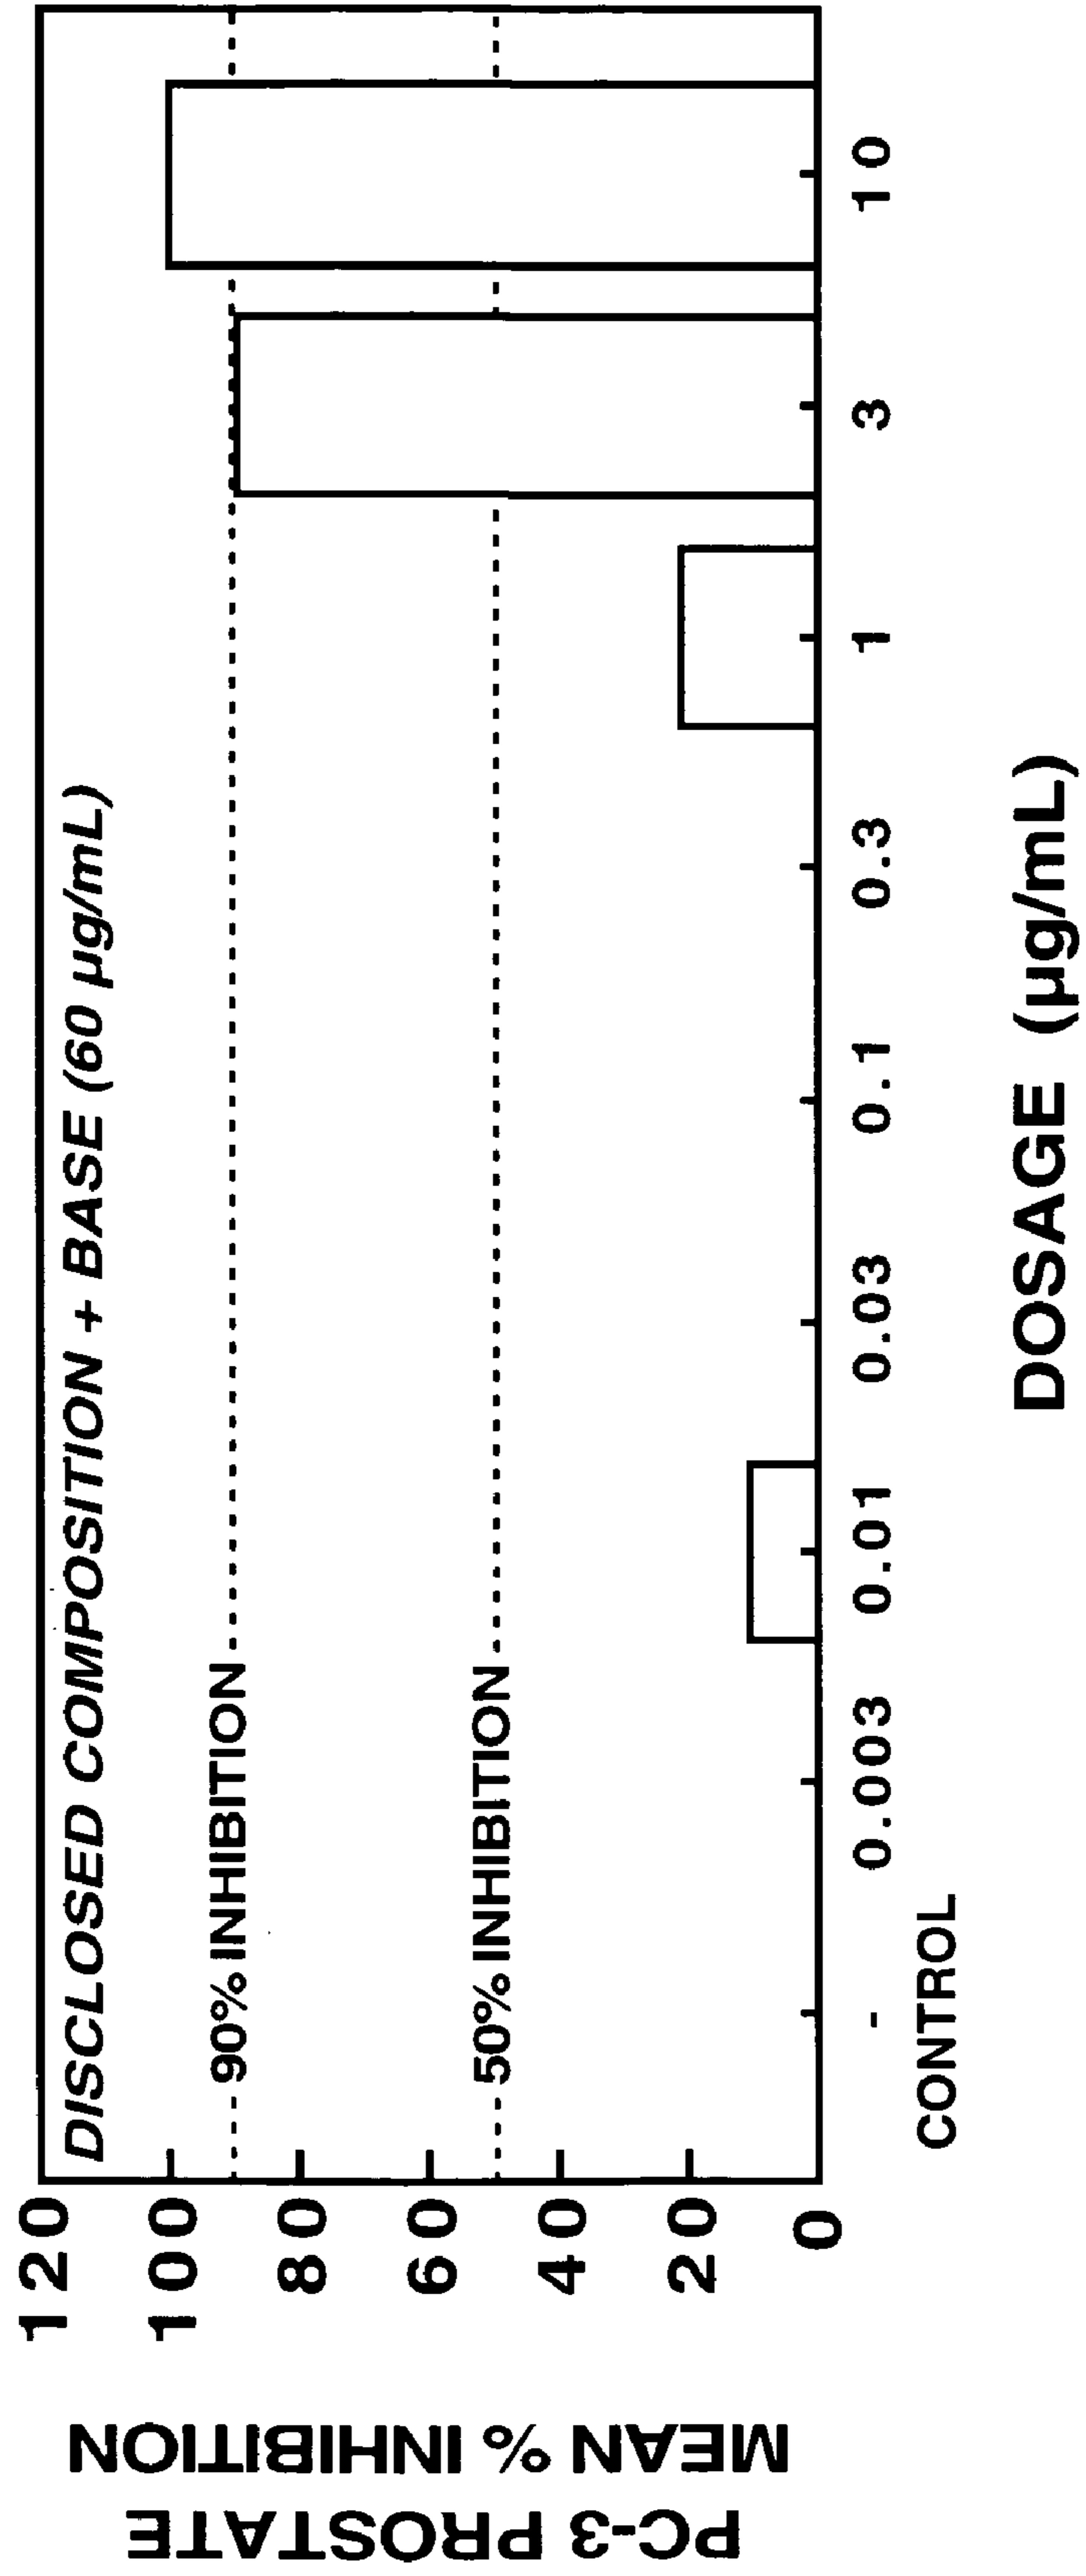 DISCLOSED COMPOSITION + BASE (60 µg/mL)
PC-3 PROSTATE
MEAN % INHIBITION
120
100
80
60
40
20
0
90% INHIBITION
50% INHIBITION
- 0.003 0.01 0.03 0.1 0.3 1 3 10
CONTROL
DOSAGE (µg/mL)